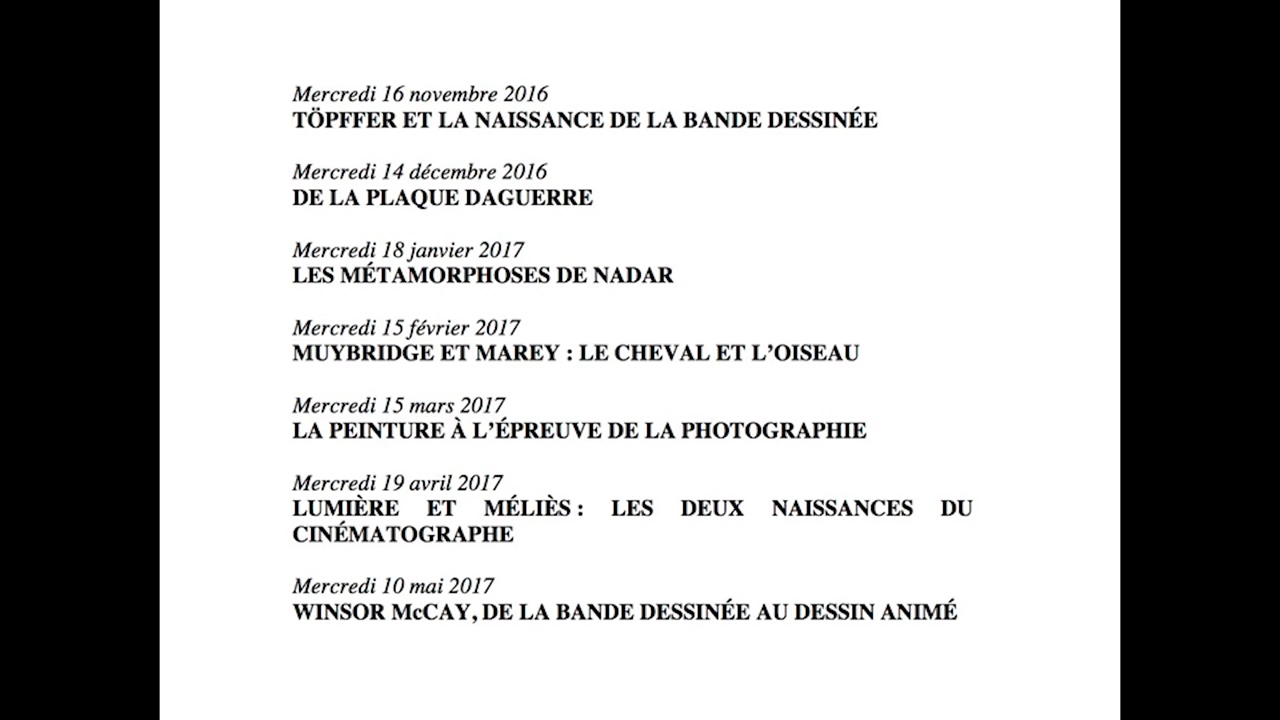 Mercredi 16 novembre 2016
TÖPFFER ET LA NAISSANCE DE LA BANDE DESSINÉE
Mercredi 14 décembre 2016
DE LA PLAQUE DAGUERRE
Mercredi 18 janvier 2017
LES MÉTAMORPHOSES DE NADAR
Mercredi 15 février 2017
MUYBRIDGE ET MAREY : LE CHEVAL ET L’OISEAU
Mercredi 15 mars 2017
LA PEINTURE À L’ÉPREUVE DE LA PHOTOGRAPHIE
Mercredi 19 avril 2017
LUMIÈRE ET MÉLIÈS : LES DEUX NAISSANCES DU
CINÉMATOGRAPHE
Mercredi 10 mai 2017
WINSOR McCAY, DE LA BANDE DESSINÉE AU DESSIN ANIMÉ